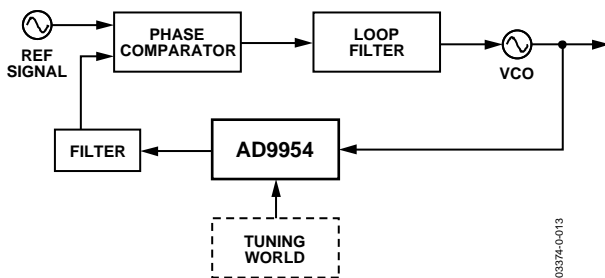 REF
SIGNAL
PHASE
COMPARATOR
LOOP
FILTER
VCO
FILTER
AD9954
TUNING
WORLD
03374-0-013